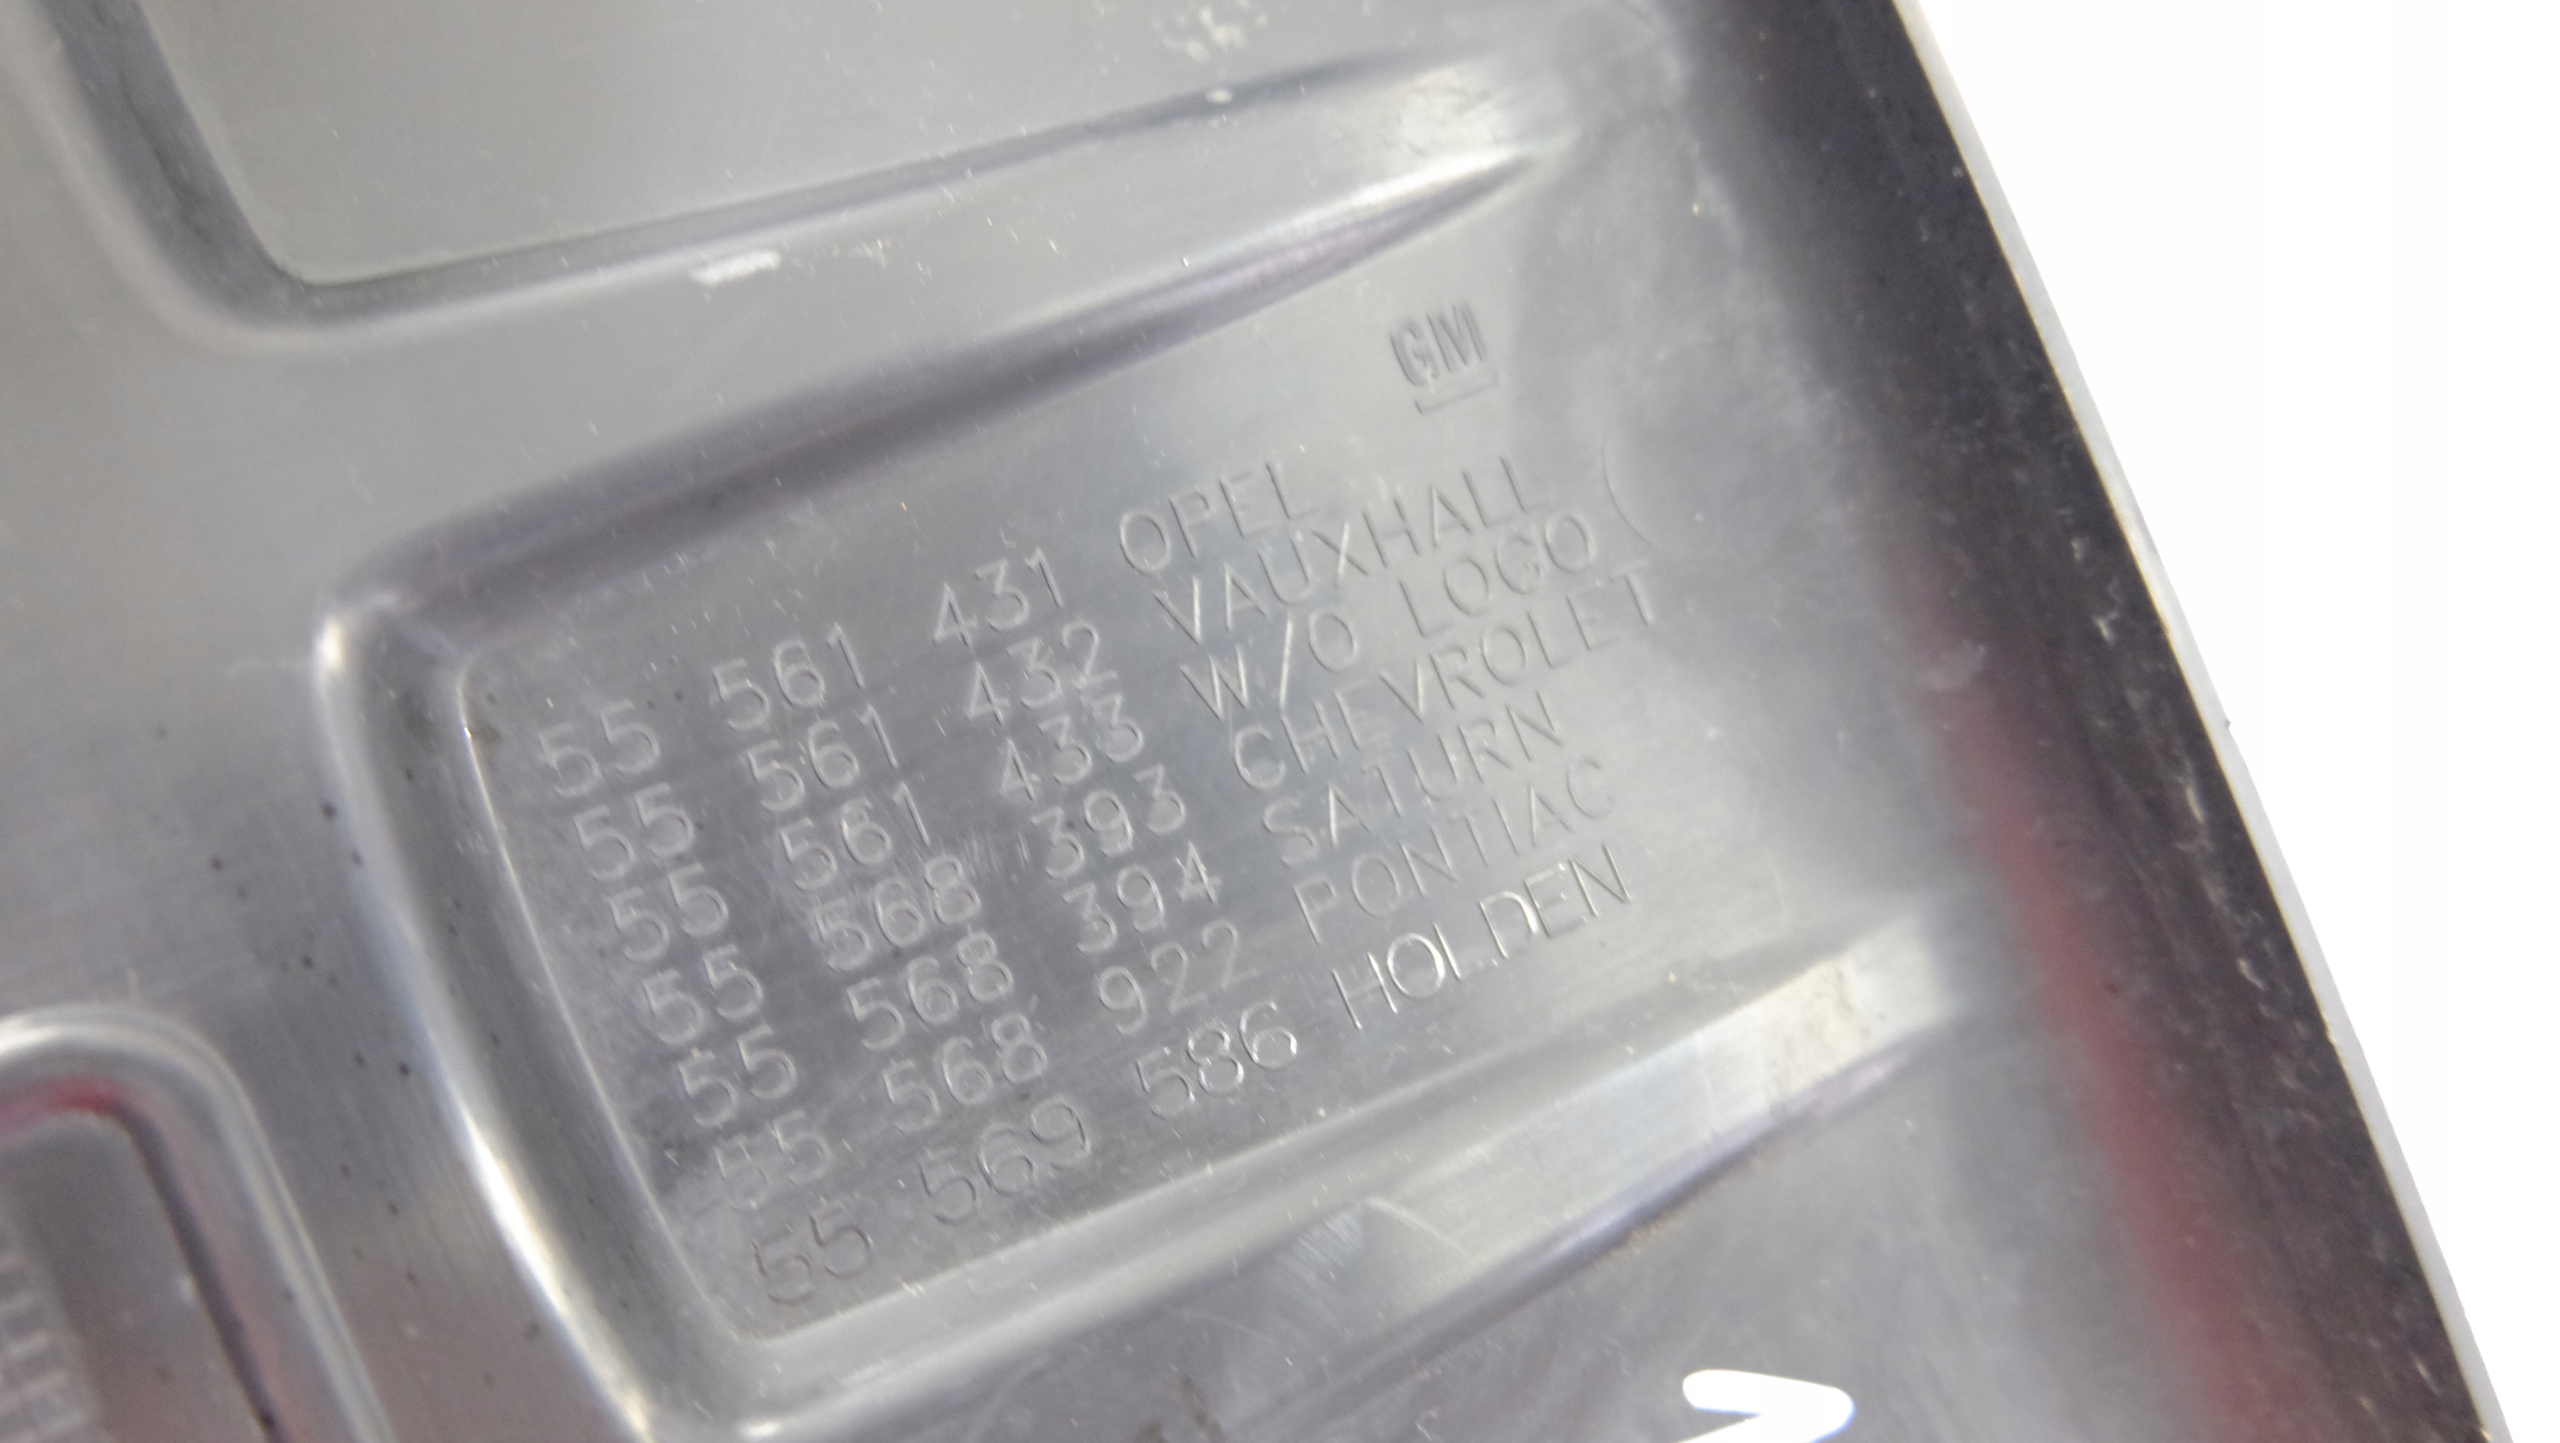 GM
55 561 431 OPEL
55 561 432 VAUXHALL
55 561 433 W/O LOGO
55 568 393 CHEVROLET
55 568 394 SATURN
55 568 922 PONTIAC
55 569 586 HOLDEN